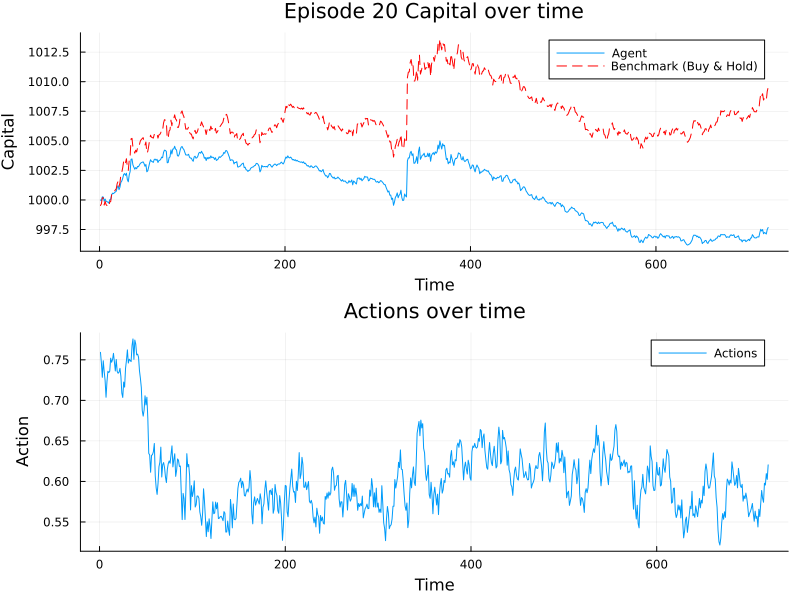 Episode 20 Capital over time
Capital
1012.5
1010.0
1007.5
1005.0
1002.5
1000.0
997.5
Agent
Benchmark (Buy & Hold)
0
200
400
600
Time
Actions over time
Action
0.75
0.70
0.65
0.60
0.55
Actions
0
200
400
600
Time